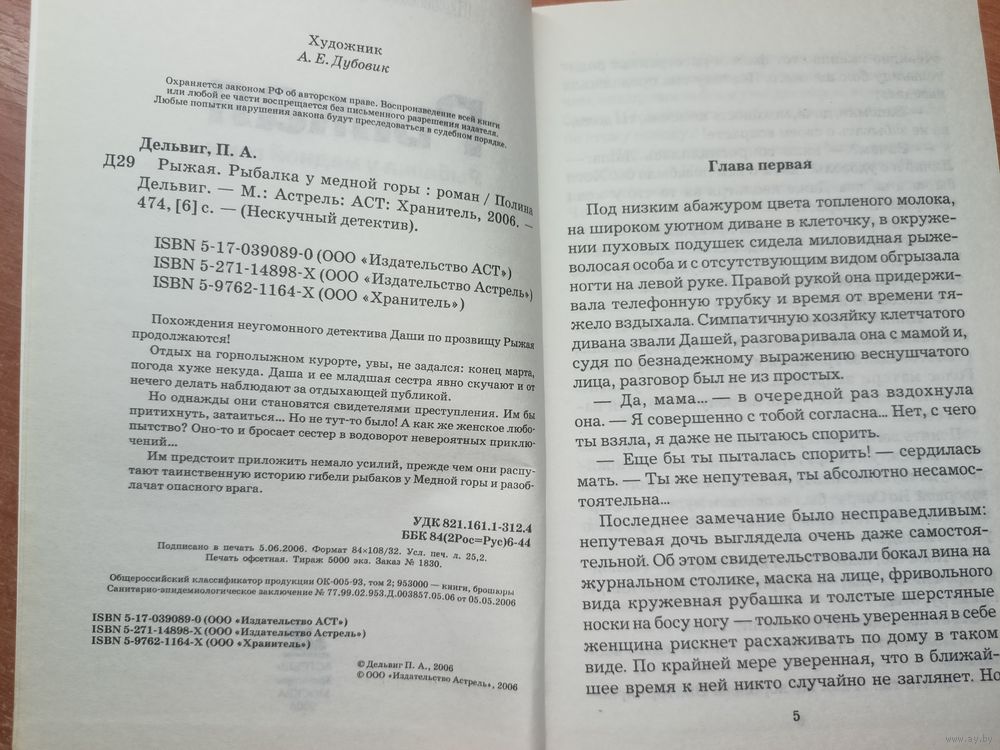 Художник
А. Е. Дубовик
Охраняется законом РФ об авторском праве. Воспроизведение всей книги
или любой ее части воспрещается без письменного разрешения издателя.
Любые попытки нарушения закона будут преследоваться в судебном порядке.
Дельвиг, П. А.
Д29 Рыжая. Рыбалка у медной горы : роман / Полина
Дельвиг. — М.: Астрель: АСТ: Хранитель, 2006. —
474, [6] с. — (Нескучный детектив).
ISBN 5-17-039089-0 (ООО «Издательство АСТ»)
ISBN 5-271-14898-X (ООО «Издательство Астрель»)
ISBN 5-9762-1164-X (ООО «Хранитель»)
Похождения неугомонного детектива Даши по прозвищу Рыжая
продолжаются!
Отдых на горнолыжном курорте, увы, не задался: конец марта,
погода хуже некуда. Даша и ее младшая сестра явно скучают и от
нечего делать наблюдают за отдыхающей публикой.
Но однажды они становятся свидетелями преступления. Им бы
притихнуть, затаиться... Но не тут-то было! А как же женское любо-
пытство? Оно-то и бросает сестер в водоворот невероятных приклю-
чений...
Им предстоит приложить немало усилий, прежде чем они распу-
тают таинственную историю гибели рыбаков у Медной горы и разоб-
лачат опасного врага.
УДК 821.161.1-312.4
ББК 84(2Рос=Рус)6-44
Подписано в печать 5.06.2006. Формат 84×108/32. Усл. печ. л. 25,2.
Печать офсетная. Тираж 5000 экз. Заказ № 1830.
Общероссийский классификатор продукции ОК-005-93, том 2; 953000 — книги, брошюры
Санитарно-эпидемиологическое заключение № 77.99.02.953.Д.003857.05.06 от 05.05.2006
ISBN 5-17-039089-0 (ООО «Издательство АСТ»)
ISBN 5-271-14898-X (ООО «Издательство Астрель»)
ISBN 5-9762-1164-X (ООО «Хранитель»)
© Дельвиг П. А., 2006
© ООО «Издательство Астрель», 2006
Глава первая
Под низким абажуром цвета топленого молока,
на широком уютном диване в клеточку, в окруже-
нии пуховых подушек сидела миловидная рыже-
волосая особа и с отсутствующим видом обгрызала
ногти на левой руке. Правой рукой она придержи-
вала телефонную трубку и время от времени тя-
жело вздыхала. Симпатичную хозяйку клетчатого
дивана звали Дашей, разговаривала она с мамой и,
судя по безнадежному выражению веснушчатого
лица, разговор был не из простых.
— Да, мама... — в очередной раз вздохнула
она. — Я совершенно с тобой согласна... Нет, с чего
ты взяла, я даже не пытаюсь спорить.
— Еще бы ты пыталась спорить! — сердилась
мать. — Ты же непутевая, ты абсолютно несамос-
тоятельна...
Последнее замечание было несправедливым:
непутевая дочь выглядела очень даже самостоя-
тельной. Об этом свидетельствовали бокал вина на
журнальном столике, маска на лице, фривольного
вида кружевная рубашка и толстые шерстяные
носки на босу ногу — только очень уверенная в себе
женщина рискнет расхаживать по дому в таком
виде. По крайней мере уверенная, что в ближай-
шее время к ней никто случайно не заглянет. Но
5
www.ay.by